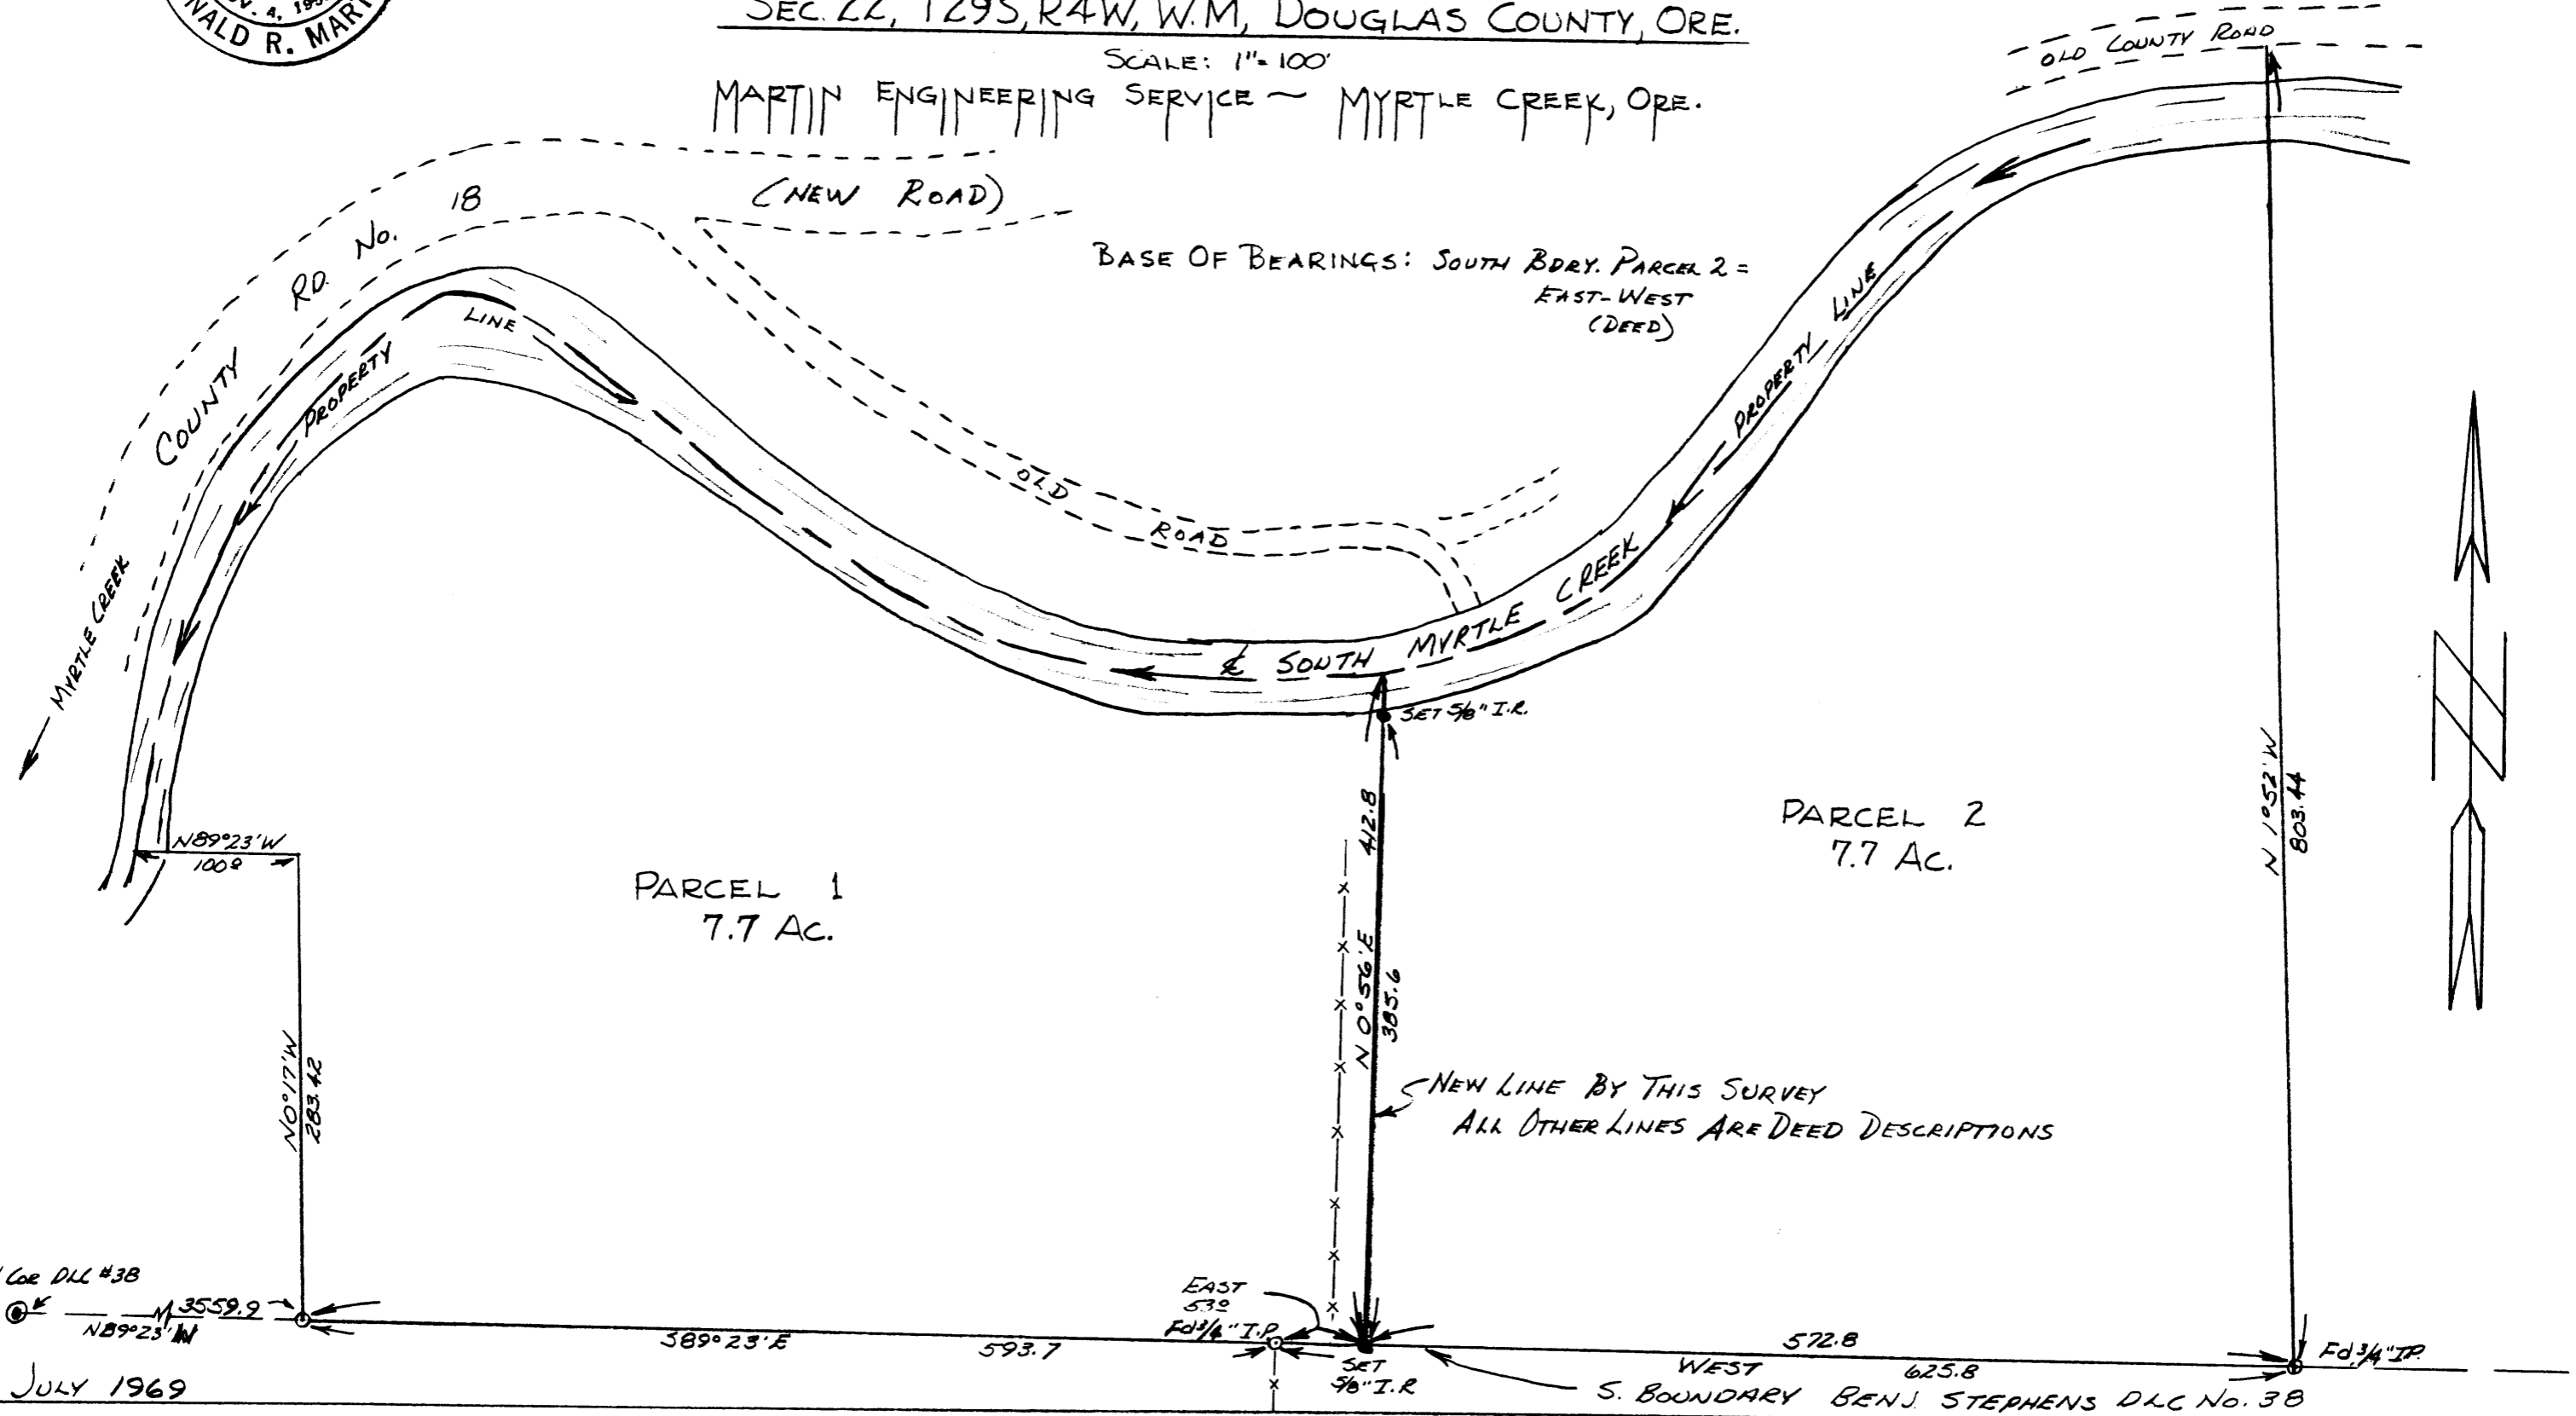 NOV. 4, 195
NALD R. MART
SEC. 22, T29S, R4W, W.M, DOUGLAS COUNTY, ORE.
SCALE: 1"=100'
MARTIN ENGINEERING SERVICE ~ MYRTLE CREEK, ORE.
OLD COUNTY ROAD
(NEW ROAD)
COUNTY RD. No. 18
BASE OF BEARINGS: SOUTH BDRY. PARCEL 2 =
EAST-WEST
(DEED)
PROPERTY LINE
PROPERTY LINE
OLD ROAD
MYRTLE CREEK
℄ SOUTH MYRTLE CREEK
SET 5/8" I.R.
N 1°52' W
803.44
PARCEL 2
7.7 AC.
N89°23'W
100º
PARCEL 1
7.7 AC.
412.8
N 0°56' E
385.6
N0°17'W
283.42
NEW LINE BY THIS SURVEY
ALL OTHER LINES ARE DEED DESCRIPTIONS
COR DLC #38
3559.9
N89°23'W
EAST
53º
Fd 3/4" I.P.
S89°23'E
593.7
SET
5/8" I.R
572.8
WEST
625.8
Fd. 3/4" I.P.
S. BOUNDARY BENJ. STEPHENS DLC No. 38
JULY 1969